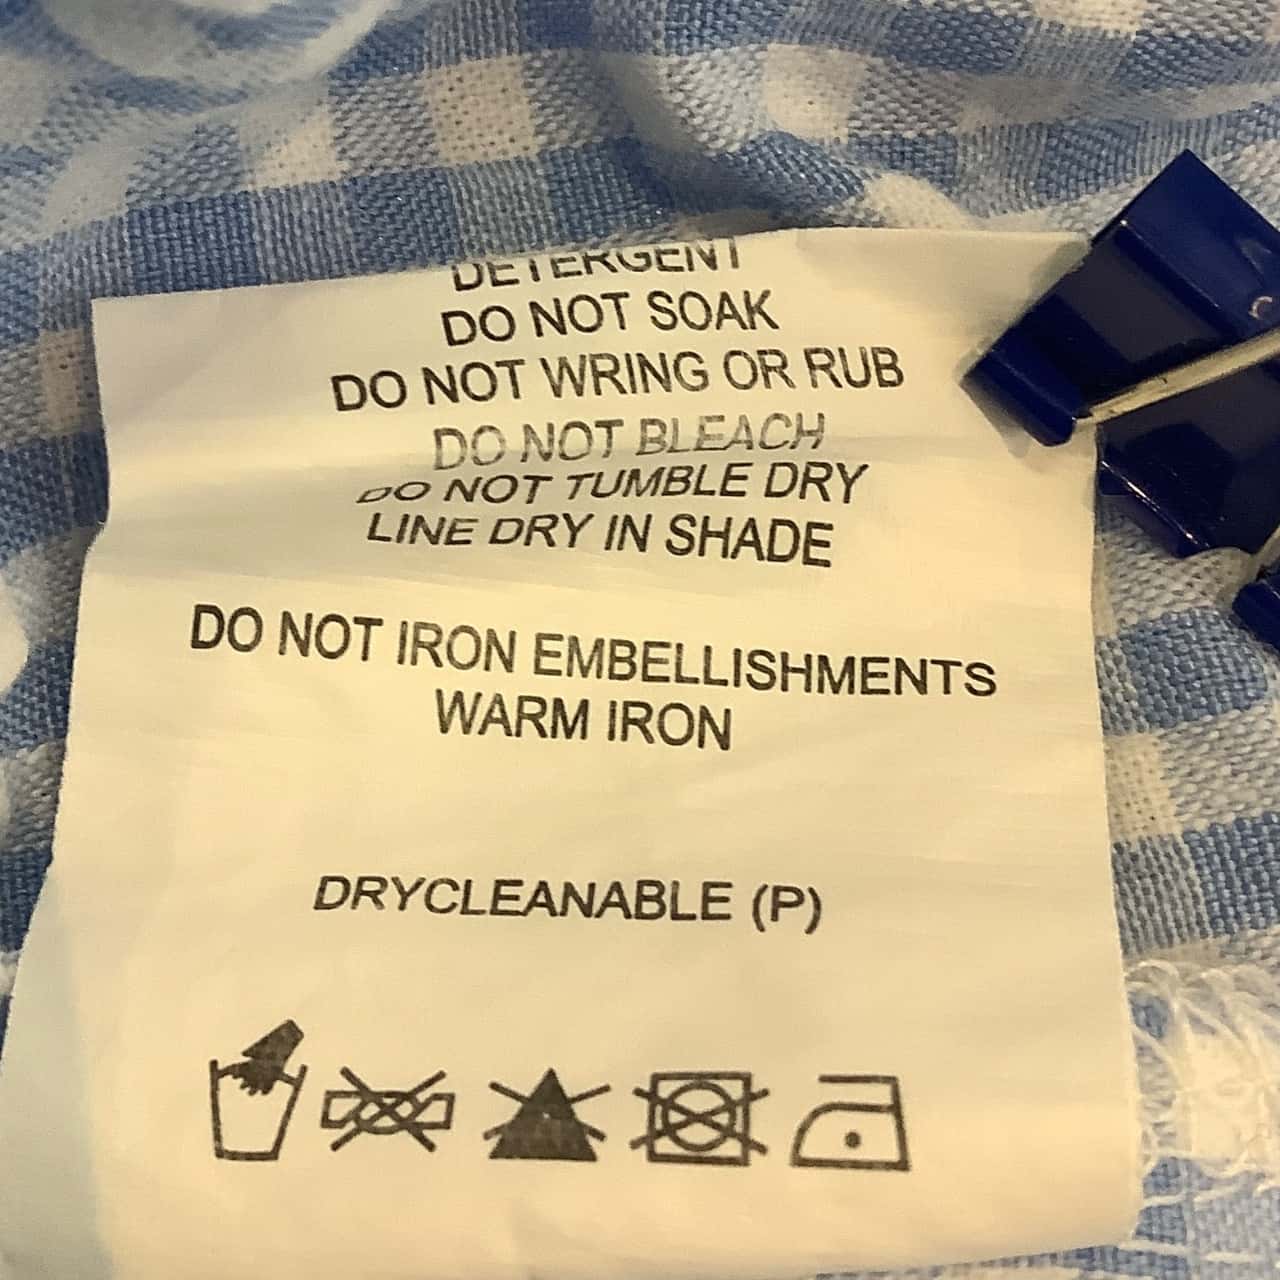 DETERGENT
DO NOT SOAK
DO NOT WRING OR RUB
DO NOT BLEACH
DO NOT TUMBLE DRY
LINE DRY IN SHADE
DO NOT IRON EMBELLISHMENTS
WARM IRON
DRYCLEANABLE (P)